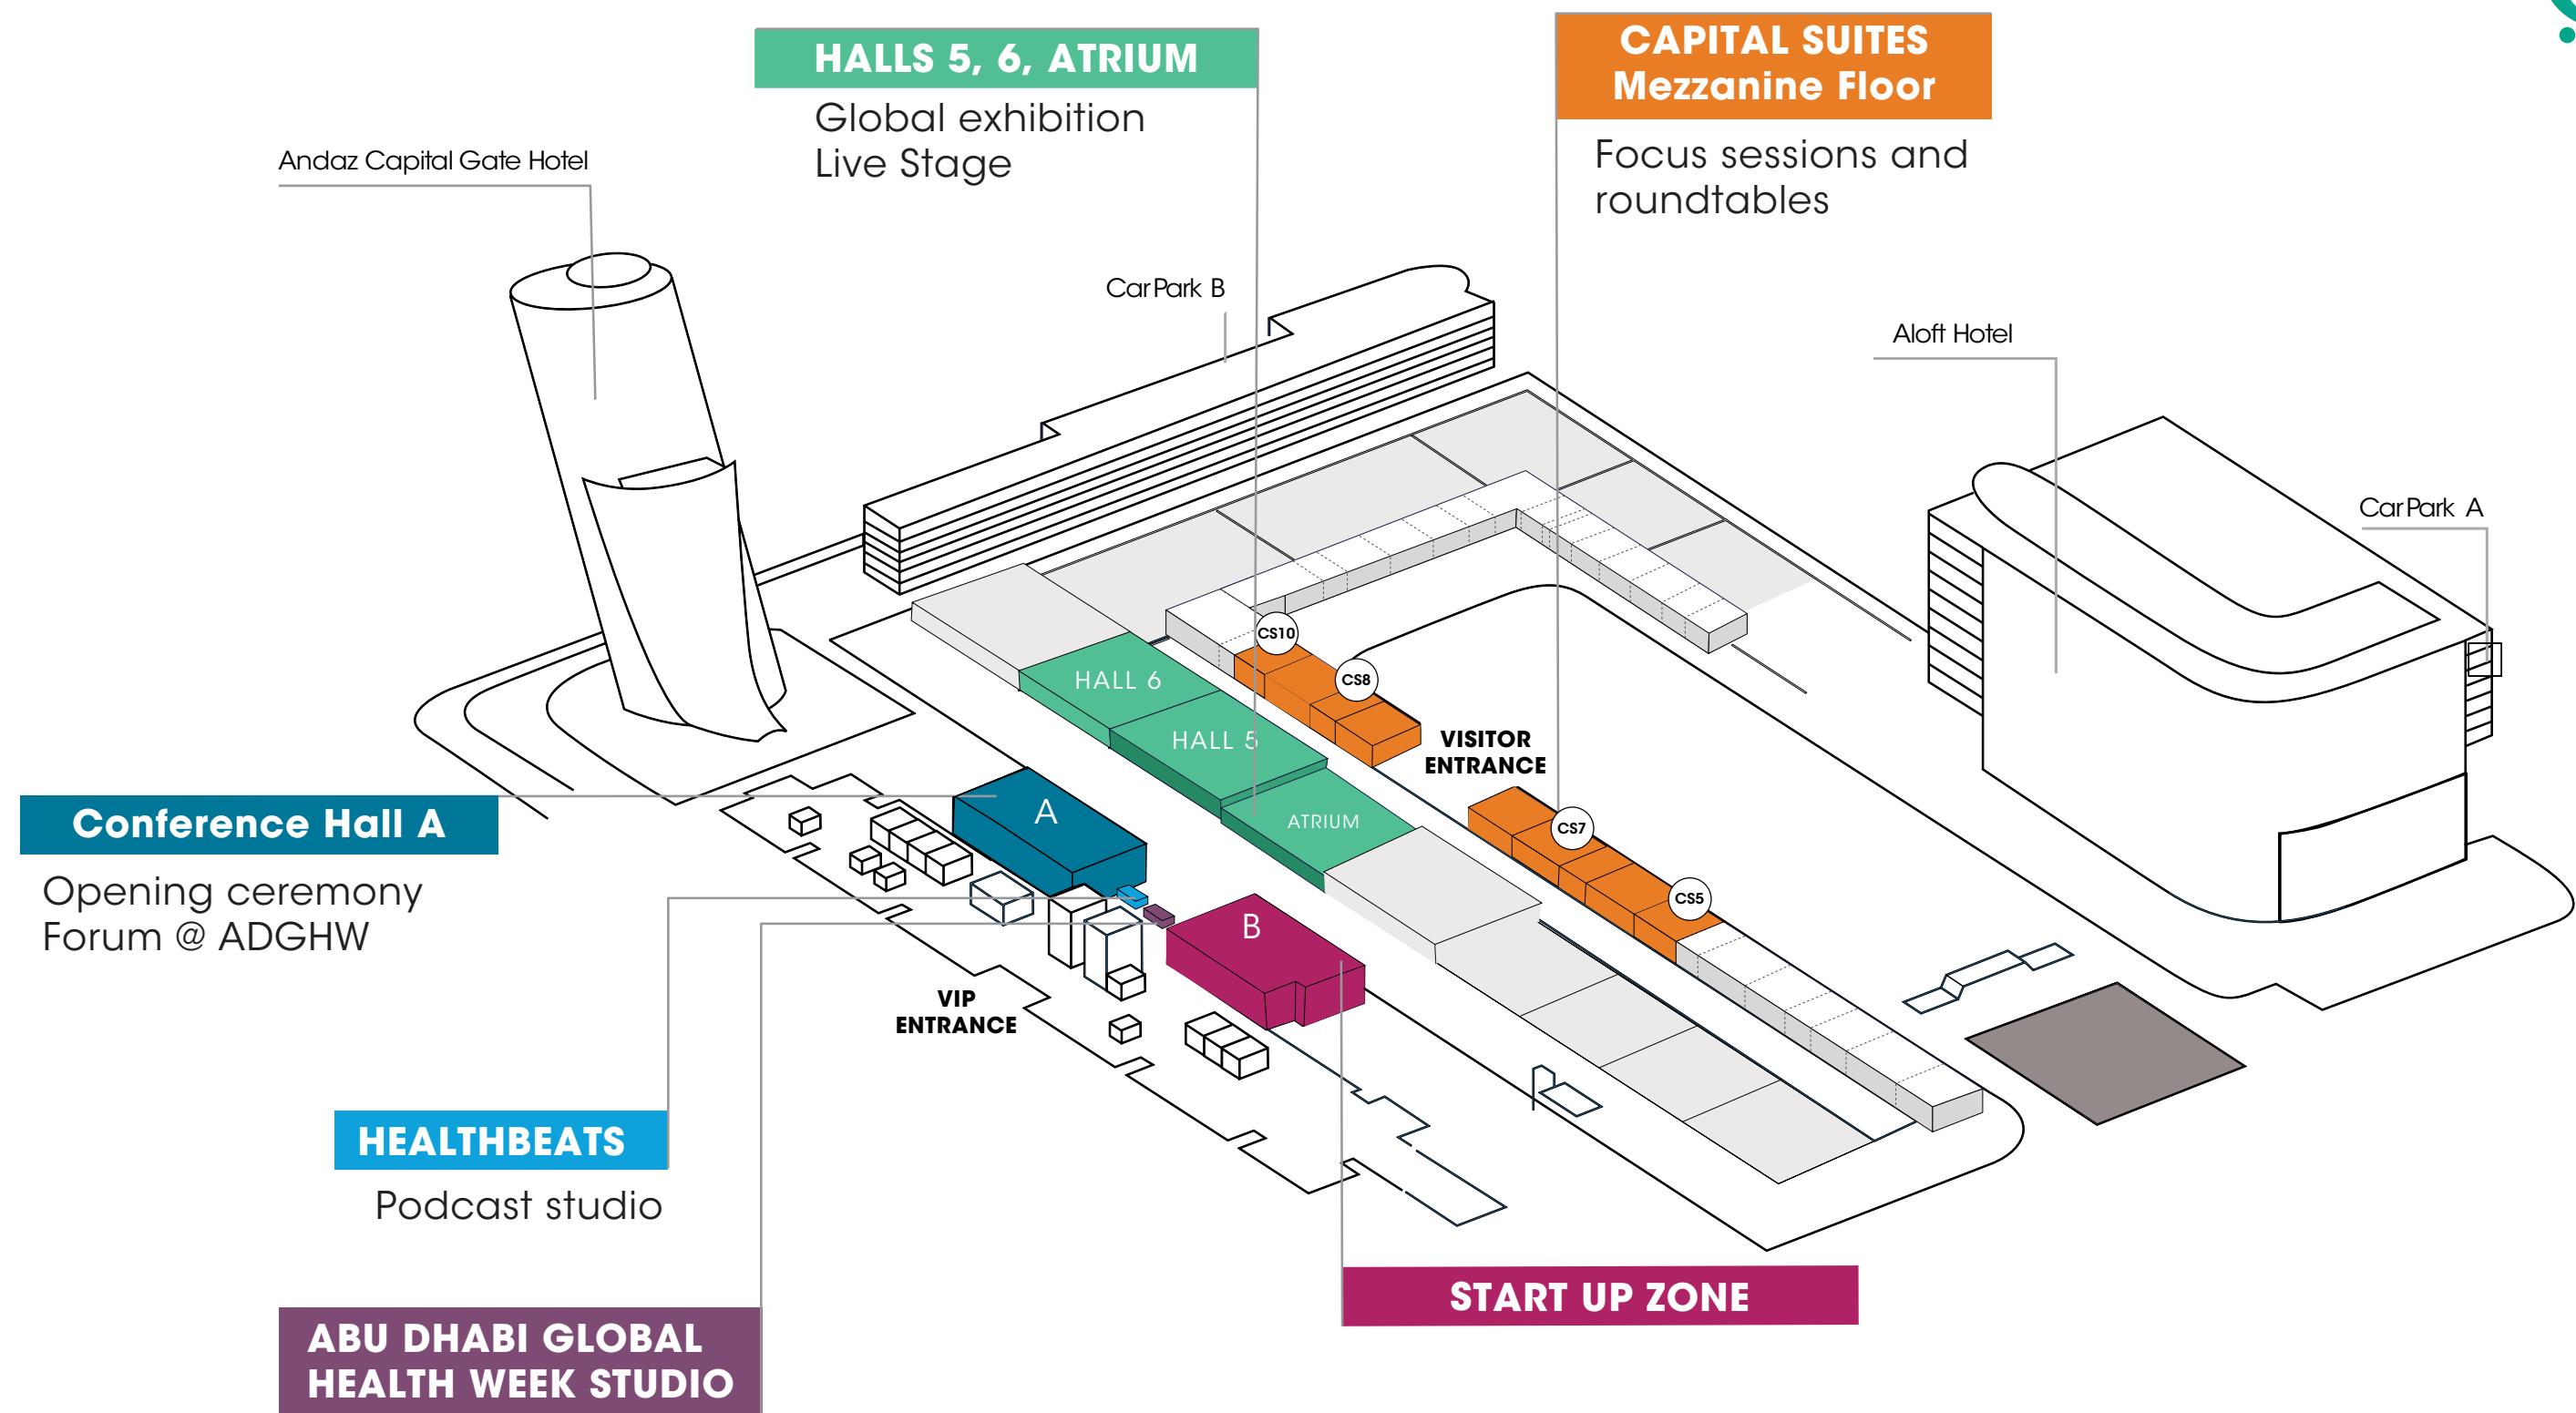 HALLS 5, 6, ATRIUM
Global exhibition
Live Stage
CAPITAL SUITES
Mezzanine Floor
Focus sessions and
roundtables
Andaz Capital Gate Hotel
Car Park B
Aloft Hotel
Car Park A
CS10
HALL 6
CS8
HALL 5
VISITOR
ENTRANCE
Conference Hall A
Opening ceremony
Forum @ ADGHW
A
ATRIUM
CS7
CS5
B
VIP
ENTRANCE
HEALTHBEATS
Podcast studio
START UP ZONE
ABU DHABI GLOBAL
HEALTH WEEK STUDIO